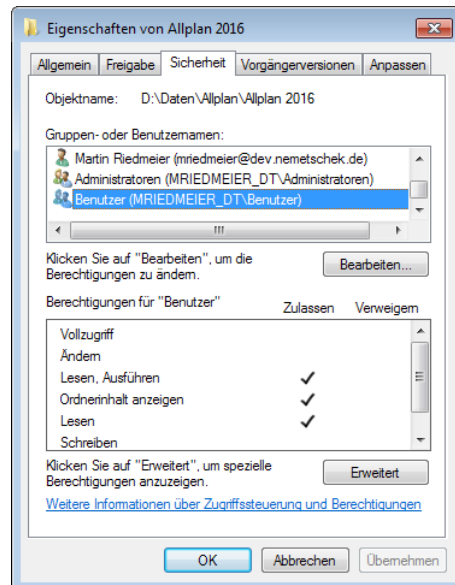 Eigenschaften von Allplan 2016
Allgemein Freigabe Sicherheit Vorgängerversionen Anpassen
Objektname: D:\Daten\Allplan\Allplan 2016
Gruppen- oder Benutzernamen:
Martin Riedmeier (mriedmeier@dev.nemetschek.de)
Administratoren (MRIEDMEIER_DT\Administratoren)
Benutzer (MRIEDMEIER_DT\Benutzer)
Klicken Sie auf "Bearbeiten", um die
Berechtigungen zu ändern.
Bearbeiten...
Berechtigungen für "Benutzer" Zulassen Verweigern
Vollzugriff
Ändern
Lesen, Ausführen
Ordnerinhalt anzeigen
Lesen
Schreiben
Klicken Sie auf "Erweitert", um spezielle
Berechtigungen anzuzeigen.
Erweitert
Weitere Informationen über Zugriffssteuerung und Berechtigungen
OK Abbrechen Übernehmen